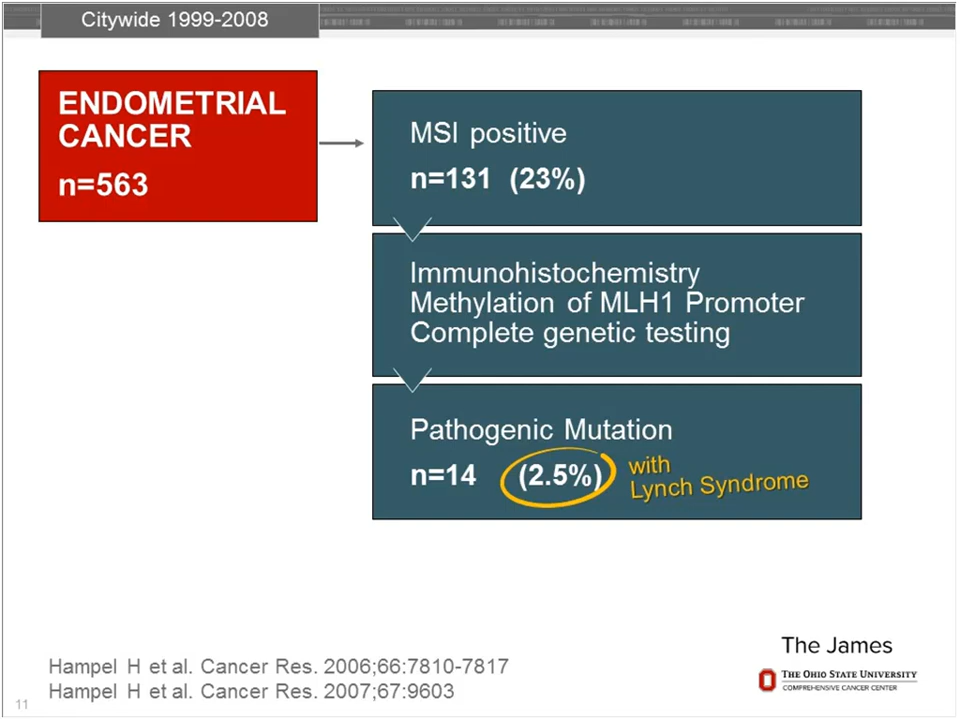 Citywide 1999-2008
ENDOMETRIAL
CANCER
n=563
MSI positive
n=131 (23%)
Immunohistochemistry
Methylation of MLH1 Promoter
Complete genetic testing
Pathogenic Mutation
n=14 (2.5%)
with
Lynch Syndrome
Hampel H et al. Cancer Res. 2006;66:7810-7817
Hampel H et al. Cancer Res. 2007;67:9603
11
The James
THE OHIO STATE UNIVERSITY
COMPREHENSIVE CANCER CENTER